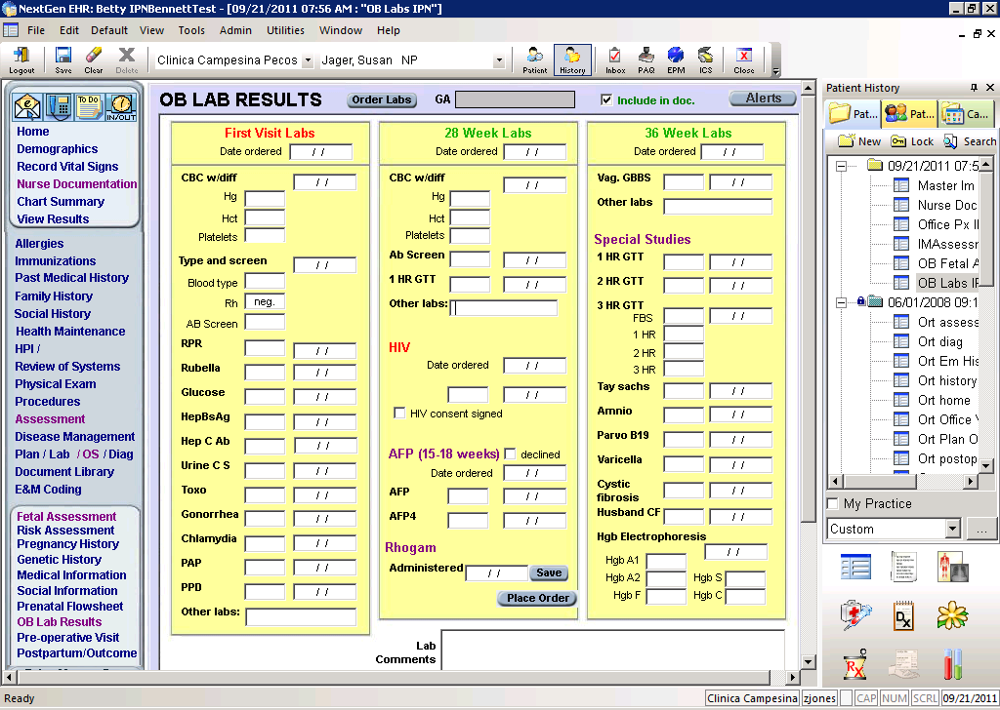 NextGen EHR: Betty IPNBennettTest - [09/21/2011 07:56 AM : "OB Labs IPN"]
File Edit Default View Tools Admin Utilities Window Help
Logout Save Clear Delete Clinica Campesina Pecos Jager, Susan NP Patient History Inbox PAQ EPM ICS Close
To Do IN/OUT
Home
Demographics
Record Vital Signs
Nurse Documentation
Chart Summary
View Results
Allergies
Immunizations
Past Medical History
Family History
Social History
Health Maintenance
HPI /
Review of Systems
Physical Exam
Procedures
Assessment
Disease Management
Plan / Lab / OS / Diag
Document Library
E&M Coding
Fetal Assessment
Risk Assessment
Pregnancy History
Genetic History
Medical Information
Social Information
Prenatal Flowsheet
OB Lab Results
Pre-operative Visit
Postpartum/Outcome
OB LAB RESULTS Order Labs GA Include in doc. Alerts
First Visit Labs
Date ordered / /
CBC w/diff / /
Hg
Hct
Platelets
Type and screen / /
Blood type
Rh neg.
AB Screen
RPR / /
Rubella / /
Glucose / /
HepBsAg / /
Hep C Ab / /
Urine C S / /
Toxo / /
Gonorrhea / /
Chlamydia / /
PAP / /
PPD / /
Other labs:
28 Week Labs
Date ordered / /
CBC w/diff / /
Hg
Hct
Platelets
Ab Screen / /
1 HR GTT / /
Other labs:
HIV
Date ordered / /
/ /
HIV consent signed
AFP (15-18 weeks) declined
Date ordered / /
AFP / /
AFP4 / /
Rhogam
Administered / / Save
Place Order
36 Week Labs
Date ordered / /
Vag. GBBS / /
Other labs
Special Studies
1 HR GTT / /
2 HR GTT / /
3 HR GTT
FBS / /
1 HR
2 HR
3 HR
Tay sachs / /
Amnio / /
Parvo B19 / /
Varicella / /
Cystic
fibrosis / /
Husband CF / /
Hgb Electrophoresis
/ /
Hgb A1
Hgb A2 Hgb S
Hgb F Hgb C
Lab
Comments
Patient History
Pat... Pat... Ca...
New Lock Search
09/21/2011 07:5
Master Im
Nurse Doc
Office Px II
IMAssessr
OB Fetal A
OB Labs IF
06/01/2008 09:1
Ort assess
Ort diag
Ort Em His
Ort history
Ort home
Ort Office V
Ort Plan O
Ort postop
My Practice
Custom ...
Dx
Rx
Ready Clinica Campesina zjones CAP NUM SCRL 09/21/2011